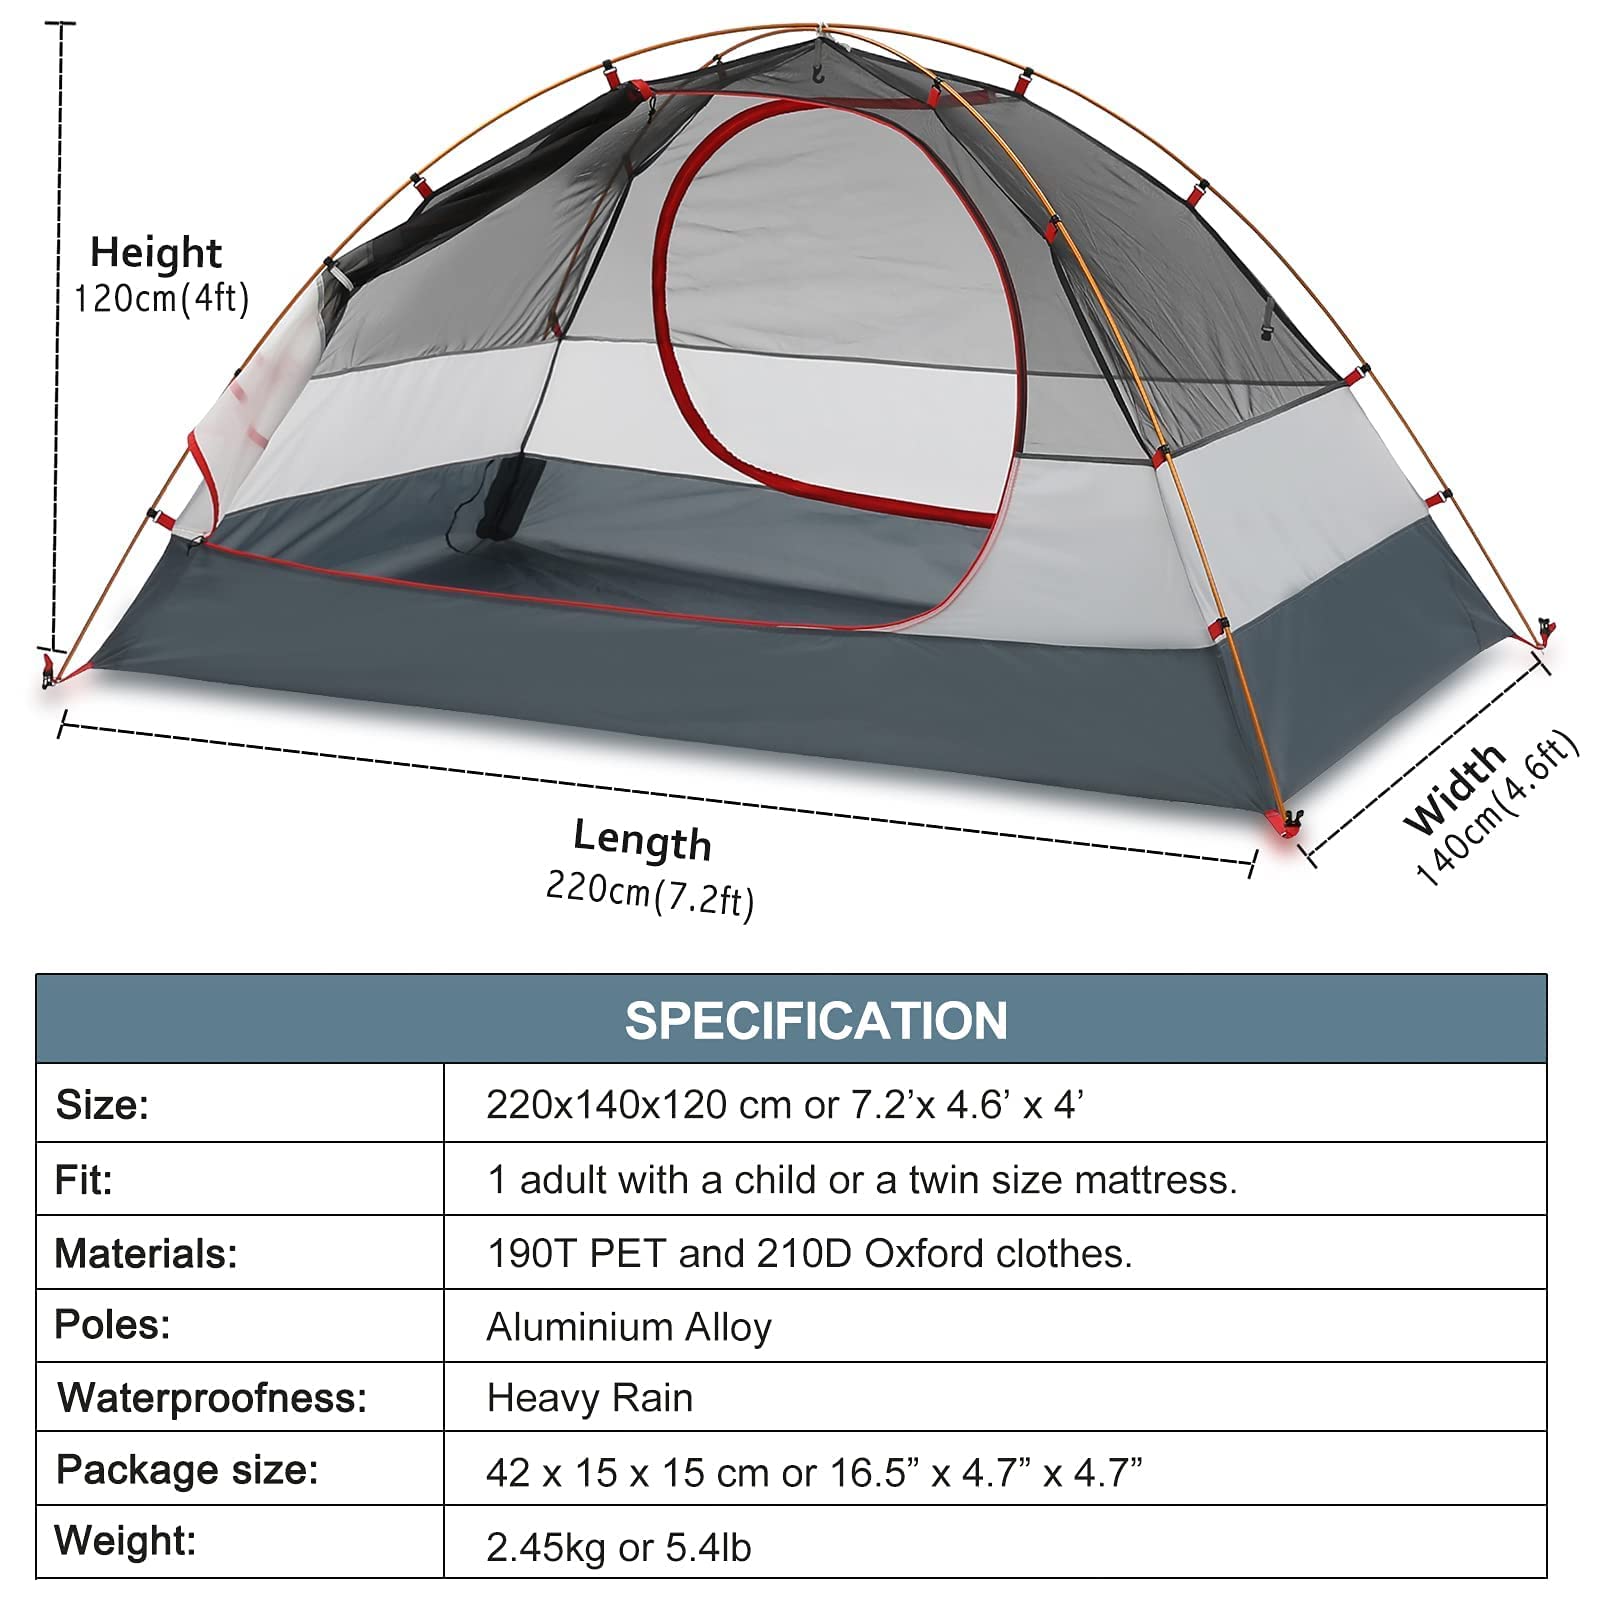 Height
120cm(4ft)
Length
220cm(7.2ft)
Width
140cm(4.6ft)
SPECIFICATION
Size: 220x140x120 cm or 7.2’x 4.6’ x 4’
Fit: 1 adult with a child or a twin size mattress.
Materials: 190T PET and 210D Oxford clothes.
Poles: Aluminium Alloy
Waterproofness: Heavy Rain
Package size: 42 x 15 x 15 cm or 16.5” x 4.7” x 4.7”
Weight: 2.45kg or 5.4lb